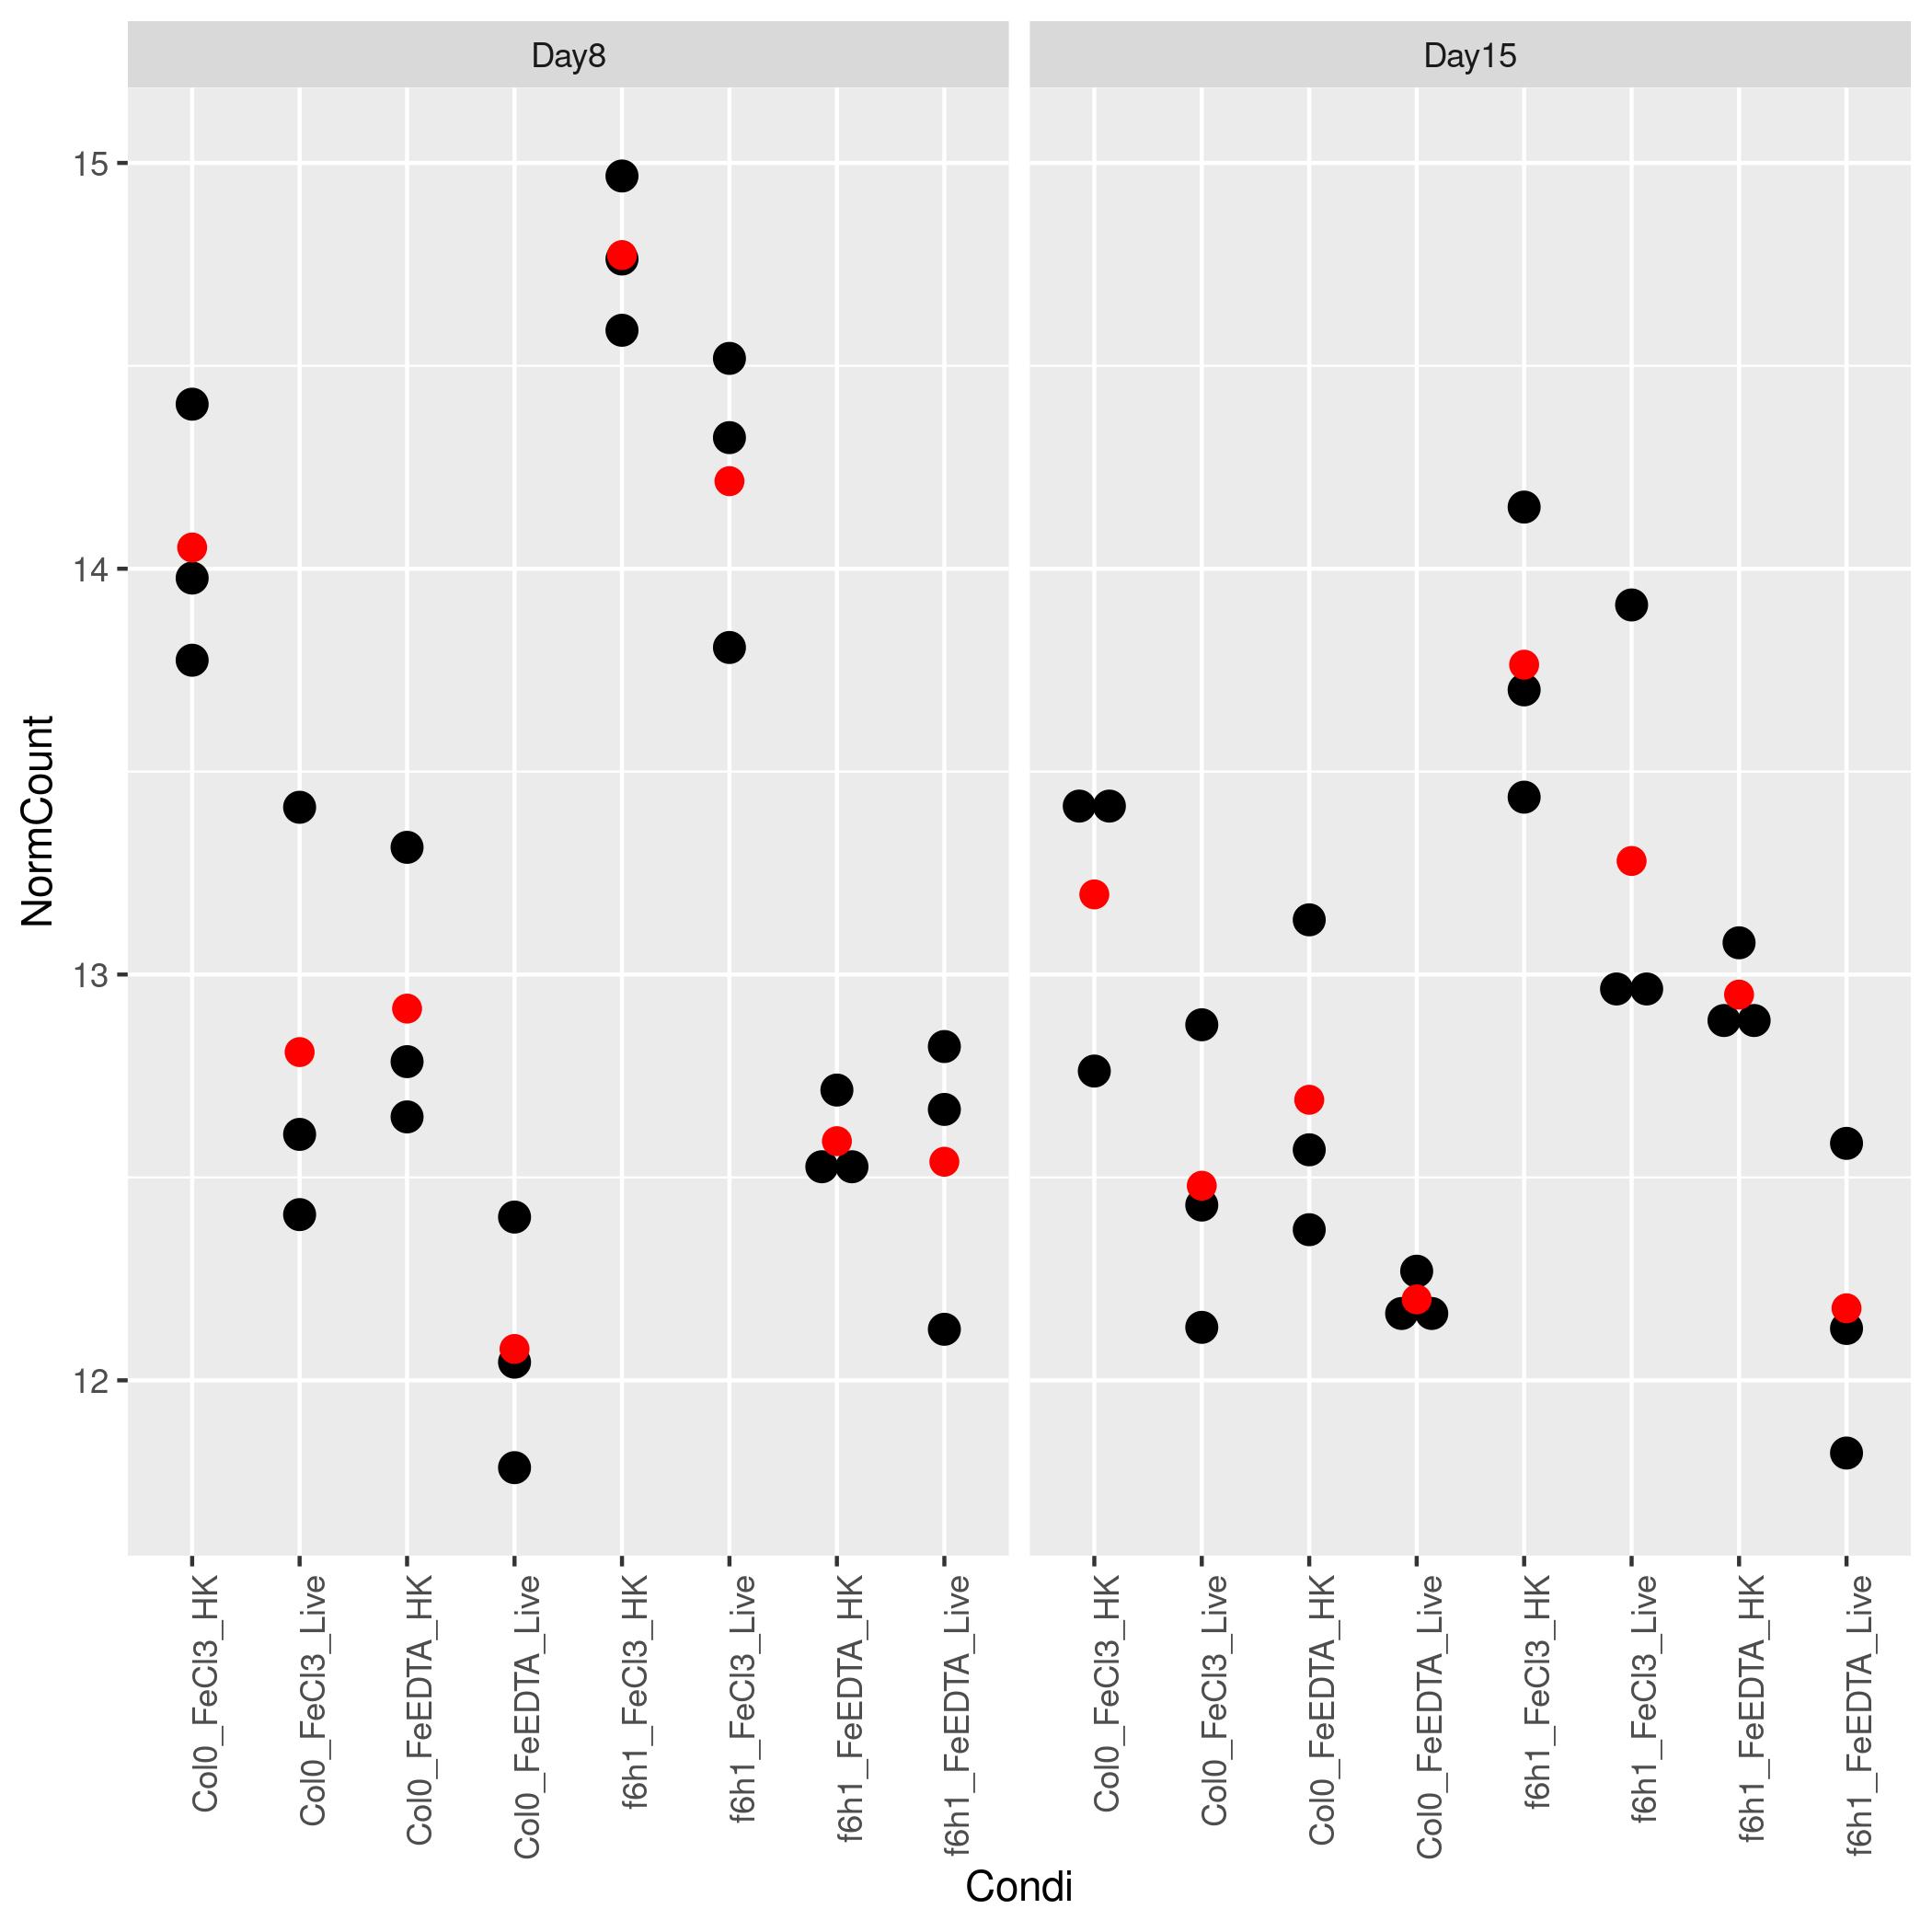 Day8
Day15
15
14
13
12
NormCount
Col0_FeCl3_HK
Col0_FeCl3_Live
Col0_FeEDTA_HK
Col0_FeEDTA_Live
f6h1_FeCl3_HK
f6h1_FeCl3_Live
f6h1_FeEDTA_HK
f6h1_FeEDTA_Live
Col0_FeCl3_HK
Col0_FeCl3_Live
Col0_FeEDTA_HK
Col0_FeEDTA_Live
f6h1_FeCl3_HK
f6h1_FeCl3_Live
f6h1_FeEDTA_HK
f6h1_FeEDTA_Live
Condi